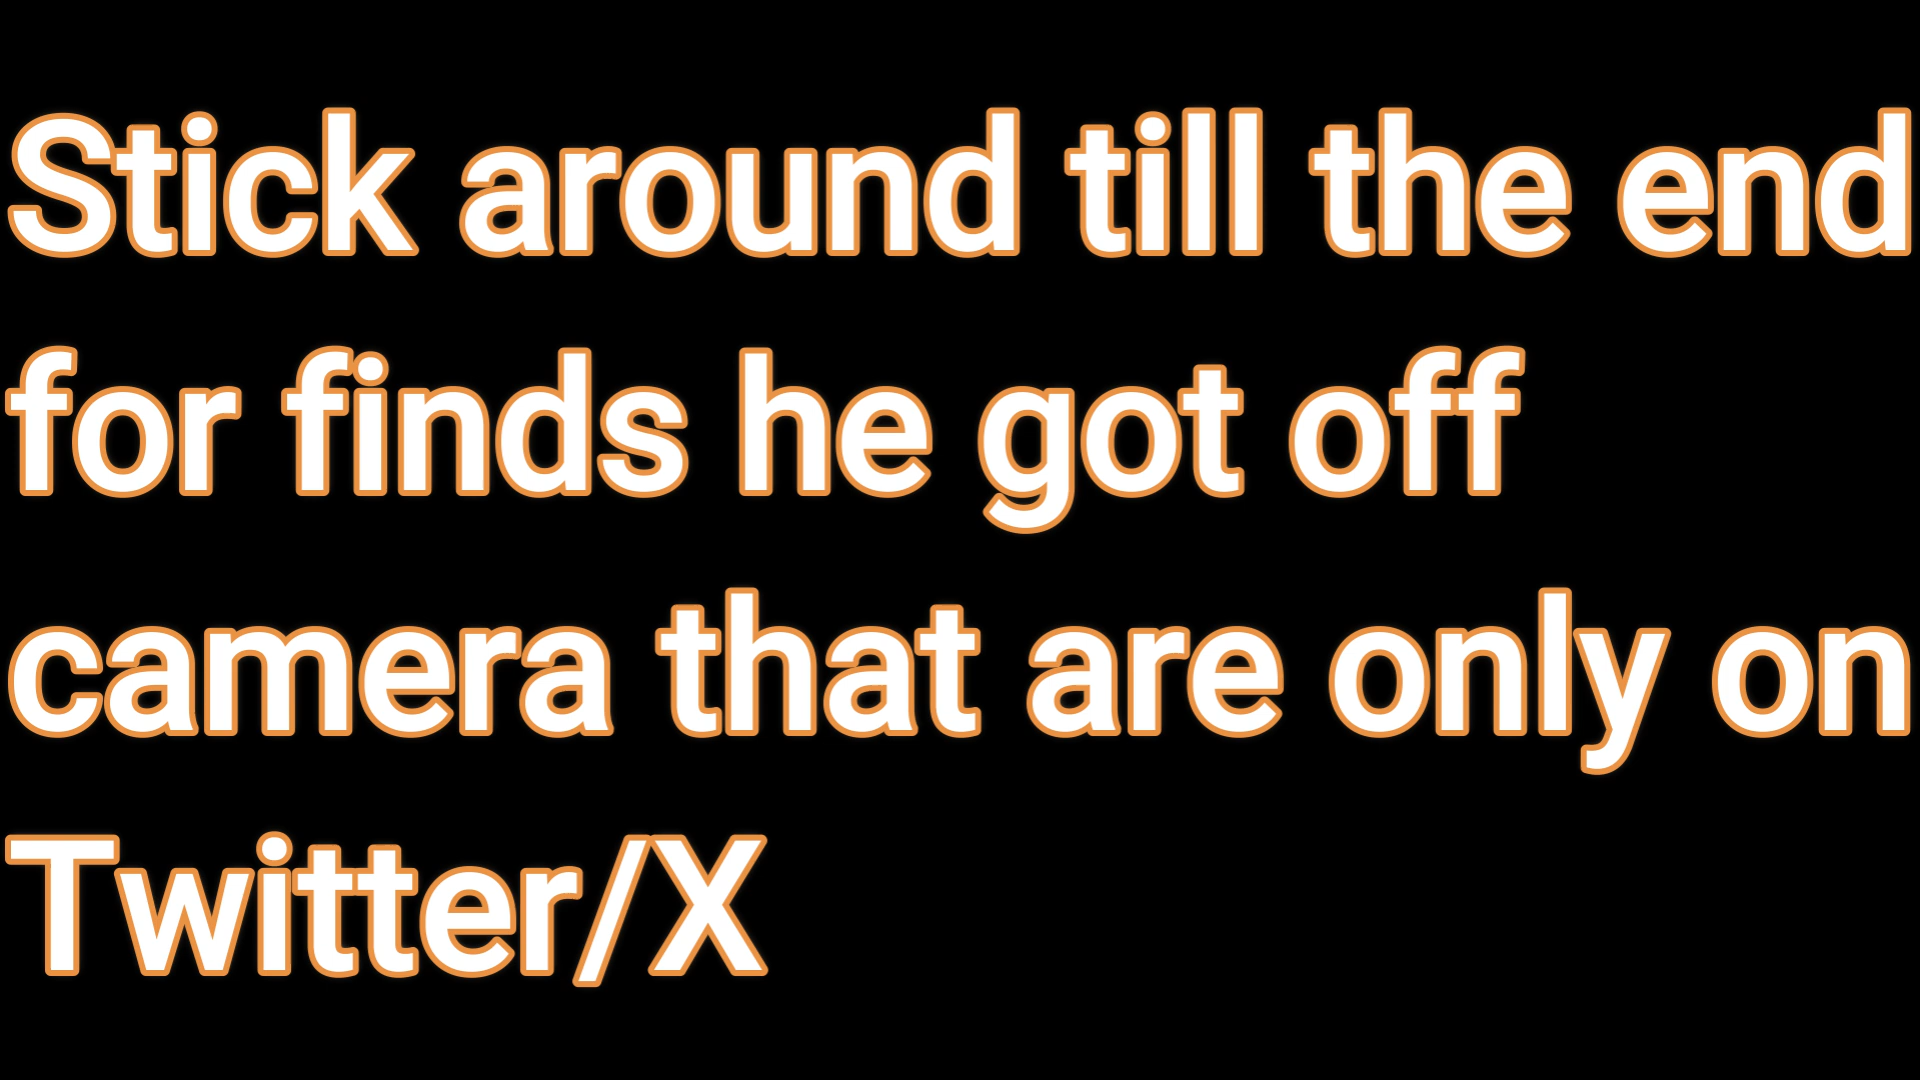 Stick around till the end
for finds he got off
camera that are only on
Twitter/X